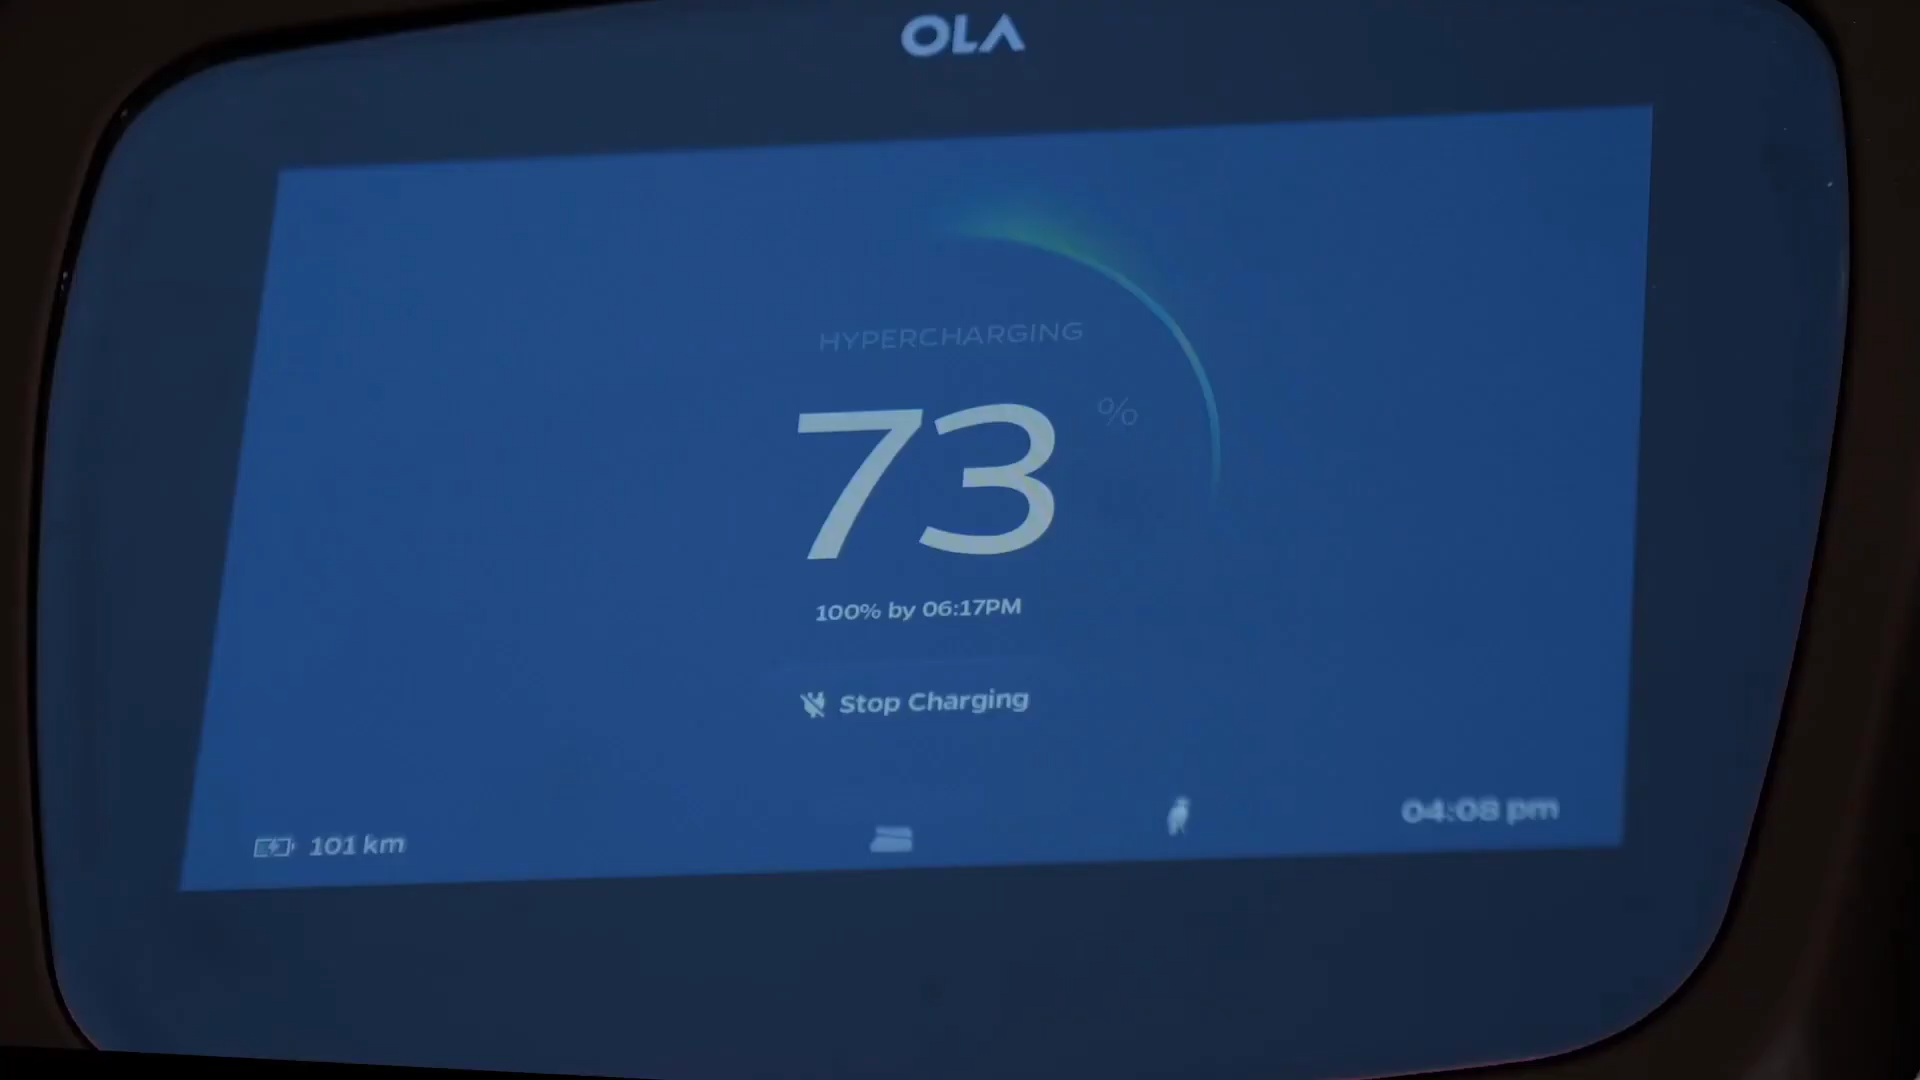 OLA
HYPERCHARGING
73 %
100% by 06:17PM
Stop Charging
101 km
04:08 pm